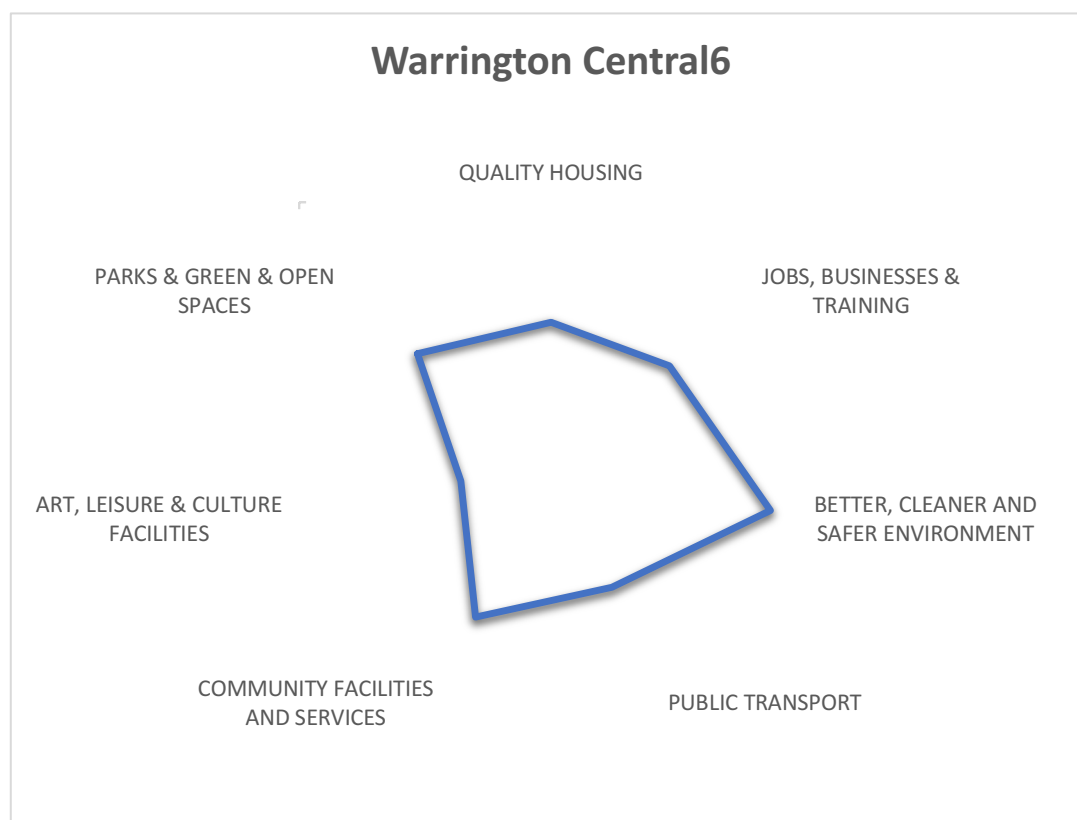 Warrington Central6
QUALITY HOUSING
JOBS, BUSINESSES &
TRAINING
BETTER, CLEANER AND
SAFER ENVIRONMENT
PUBLIC TRANSPORT
COMMUNITY FACILITIES
AND SERVICES
ART, LEISURE & CULTURE
FACILITIES
PARKS & GREEN & OPEN
SPACES